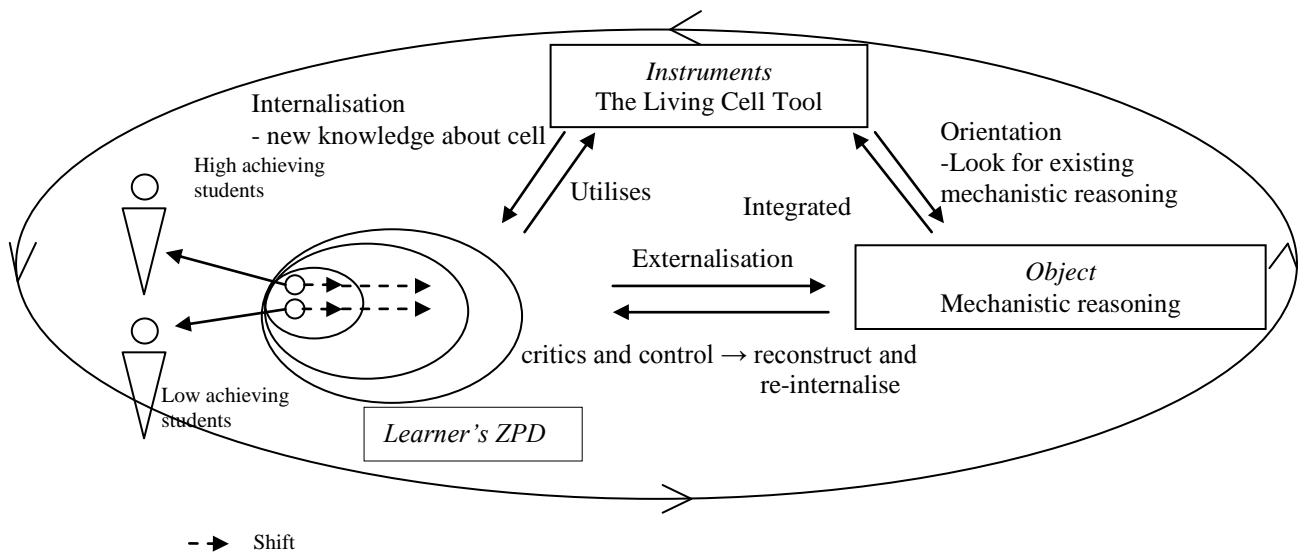 Instruments
The Living Cell Tool
Internalisation
- new knowledge about cell
High achieving
students
Utilises
Integrated
Orientation
-Look for existing
mechanistic reasoning
Externalisation
Object
Mechanistic reasoning
critics and control → reconstruct and
re-internalise
Low achieving
students
Learner's ZPD
Shift